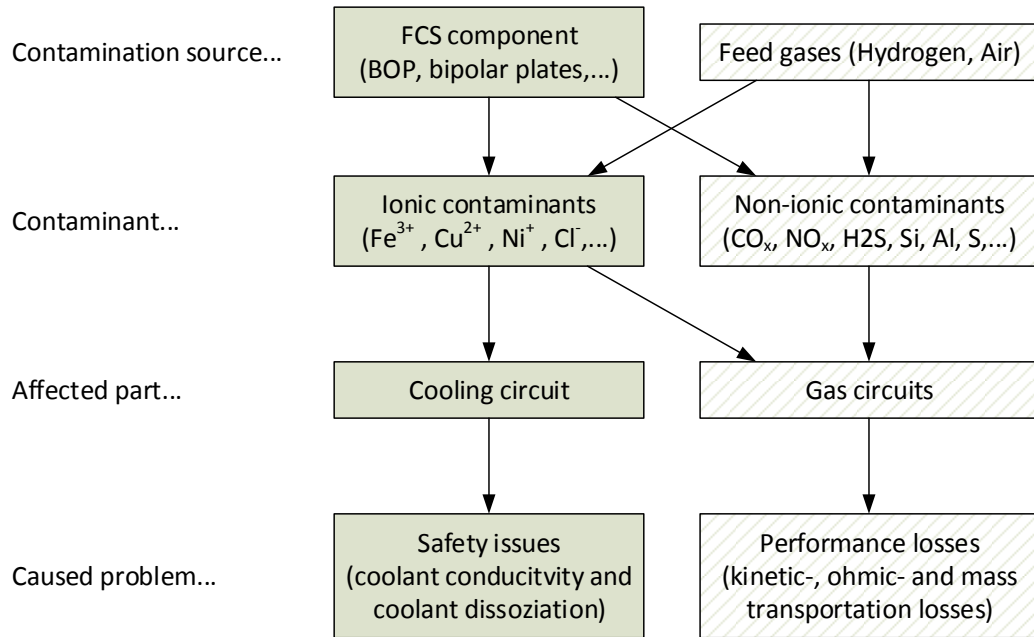 Contamination source...
FCS component
(BOP, bipolar plates,...)
Feed gases (Hydrogen, Air)
Contaminant...
Ionic contaminants
(Fe³⁺ , Cu²⁺ , Ni⁺ , Cl⁻,...)
Non-ionic contaminants
(COₓ, NOₓ, H2S, Si, Al, S,...)
Affected part...
Cooling circuit
Gas circuits
Caused problem...
Safety issues
(coolant conducitvity and
coolant dissoziation)
Performance losses
(kinetic-, ohmic- and mass
transportation losses)